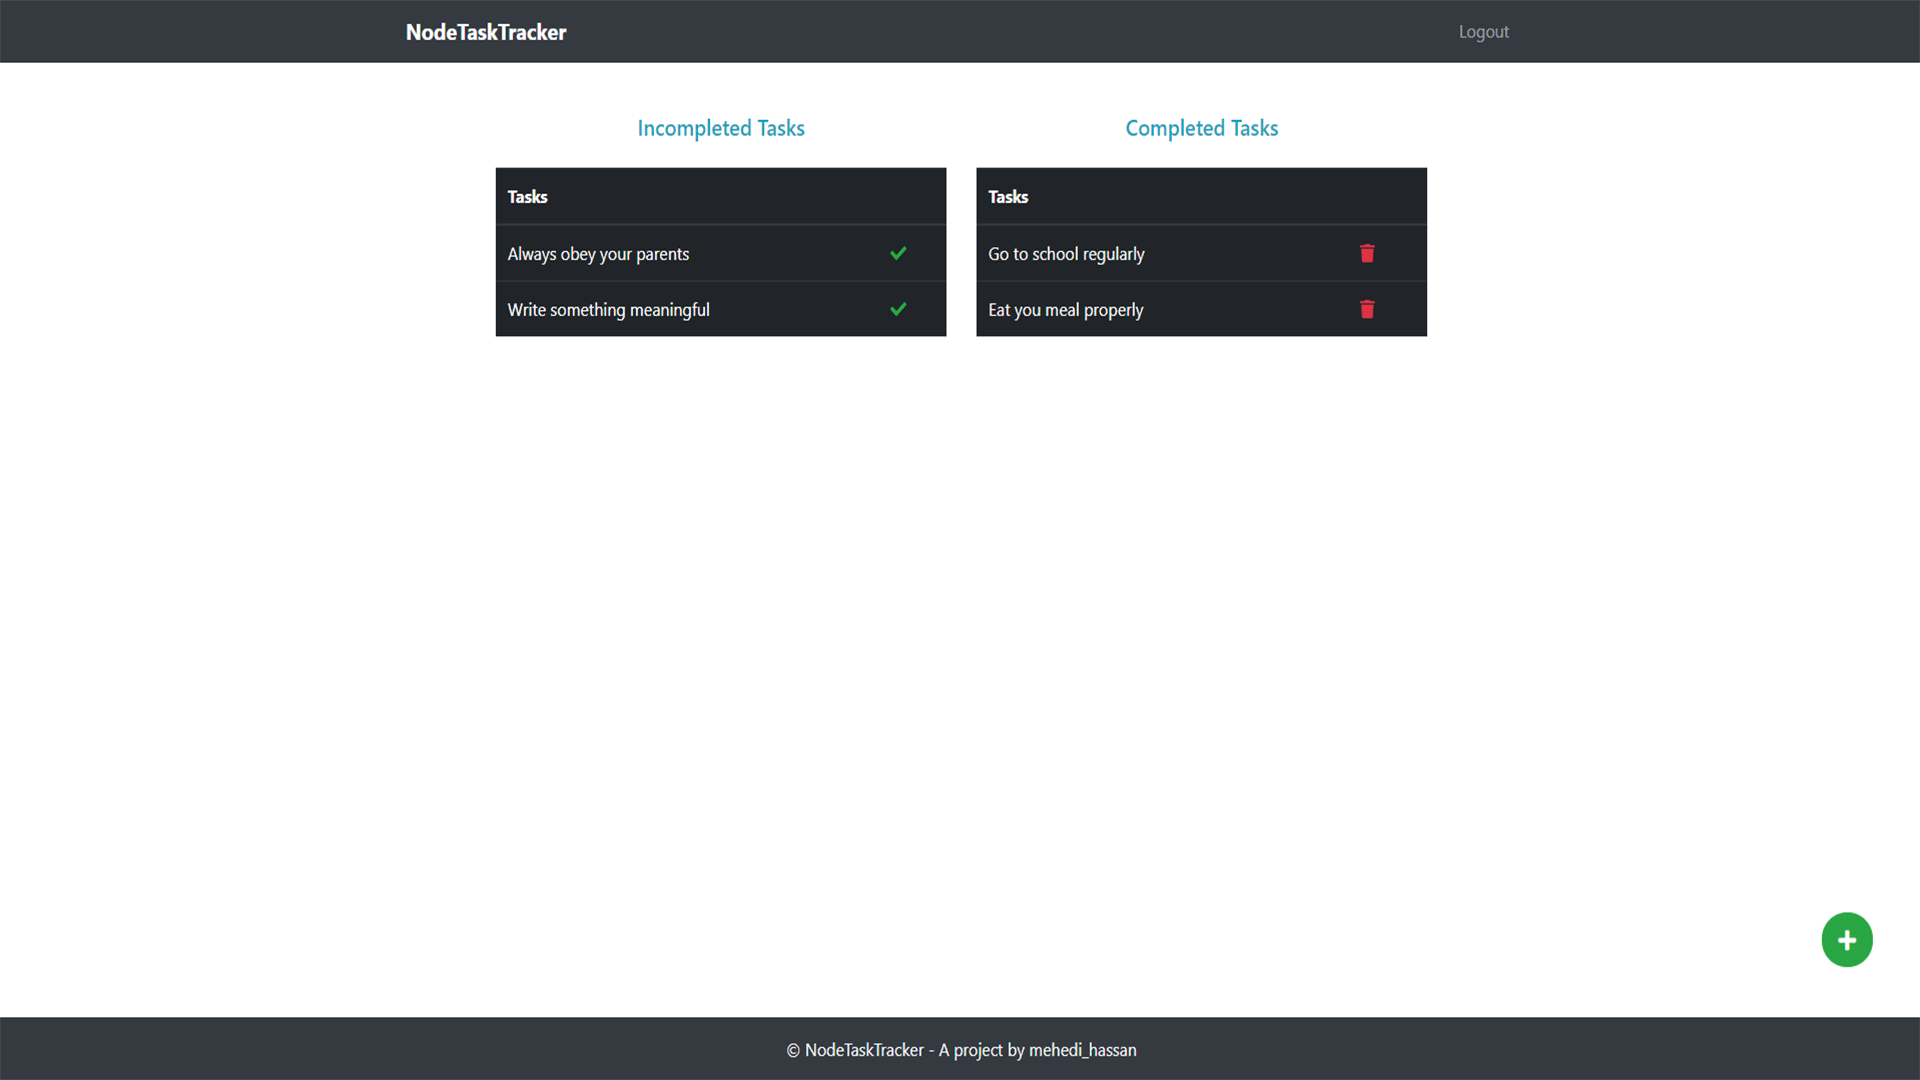 NodeTaskTracker
Logout
Incompleted Tasks
Tasks
Always obey your parents
Write something meaningful
Completed Tasks
Tasks
Go to school regularly
Eat you meal properly
© NodeTaskTracker - A project by mehedi_hassan